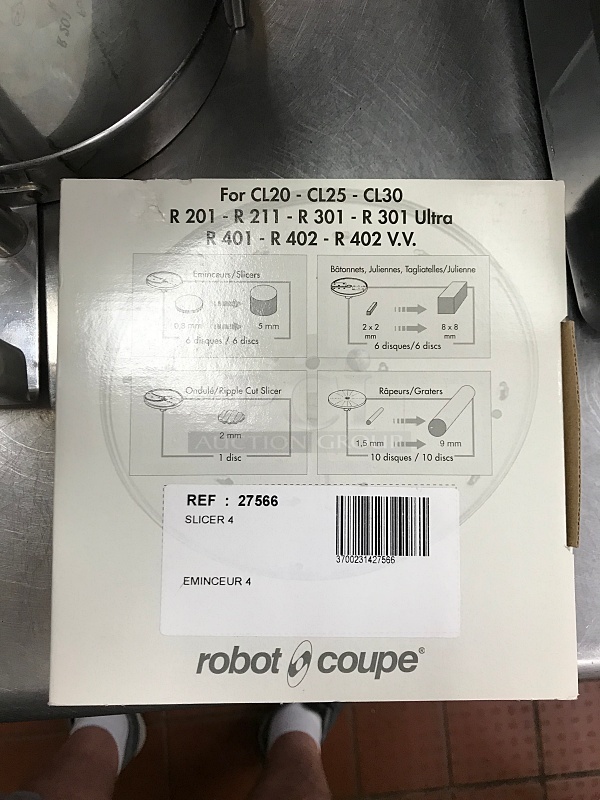 For CL20 - CL25 - CL30
R 201 - R 211 - R 301 - R 301 Ultra
R 401 - R 402 - R 402 V.V.
Eminceurs/Slicers
0,8 mm
5 mm
6 disques / 6 discs
Bâtonnets, Juliennes, Tagliatelles/Julienne
2 x 2
mm
8 x 8
mm
6 disques/6 discs
Ondulé/Ripple Cut Slicer
2 mm
1 disc
Râpeurs/Graters
1,5 mm
9 mm
10 disques / 10 discs
AUCTION GROUP
REF : 27566
SLICER 4
3700231427566
EMINCEUR 4
robot coupe®